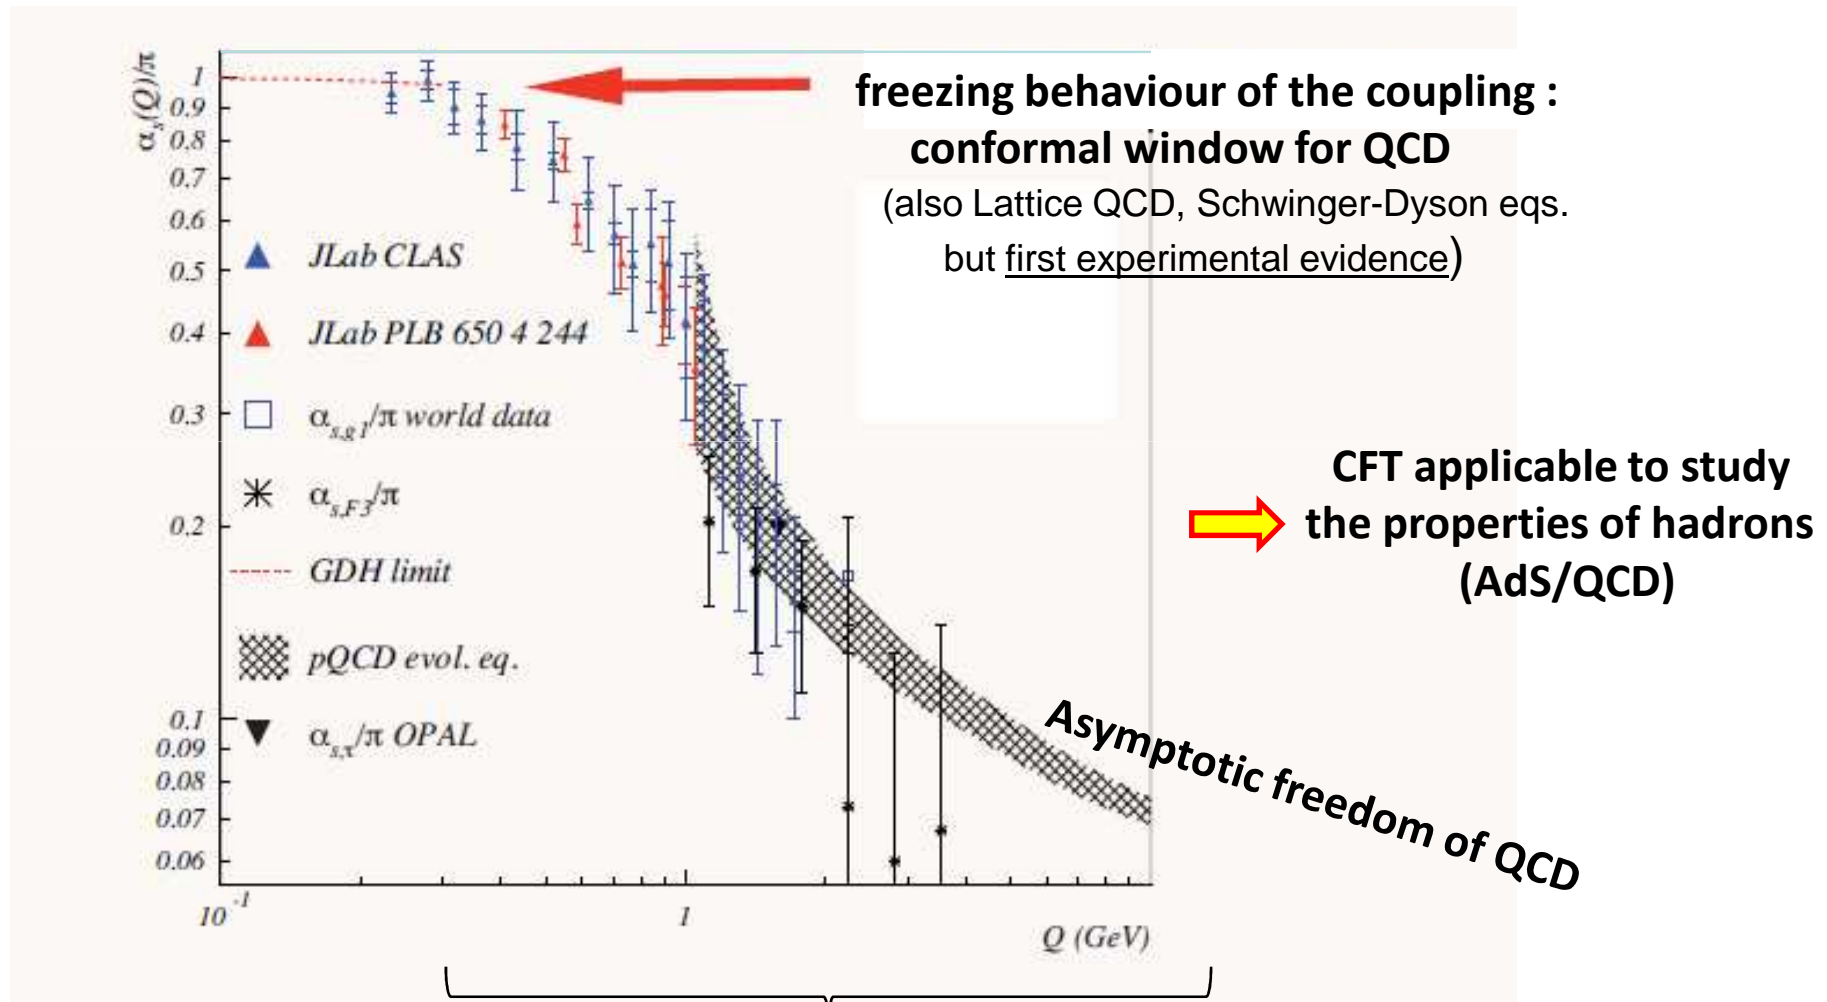 αs(Q)/π
1
0.9
0.8
0.7
0.6
0.5
0.4
0.3
0.2
0.1
0.09
0.08
0.07
0.06
JLab CLAS
JLab PLB 650 4 244
αs,g1/π world data
αs,F3/π
GDH limit
pQCD evol. eq.
αs,τ/π OPAL
10-1
1
Q (GeV)
freezing behaviour of the coupling :
conformal window for QCD
(also Lattice QCD, Schwinger-Dyson eqs.
but first experimental evidence)
CFT applicable to study
the properties of hadrons
(AdS/QCD)
Asymptotic freedom of QCD